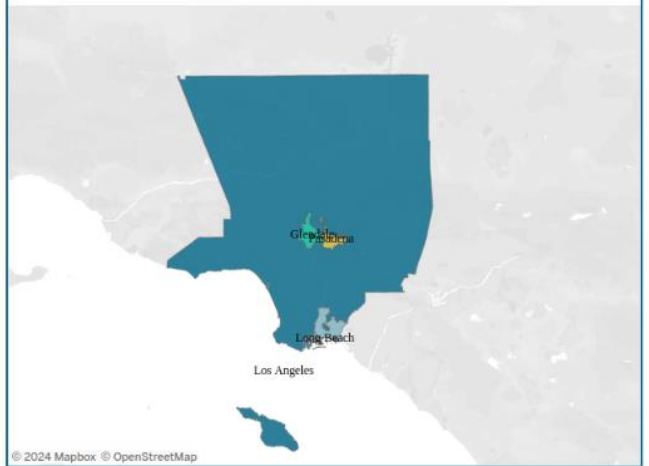 Glendale
Pasadena
Long Beach
Los Angeles
© 2024 Mapbox © OpenStreetMap